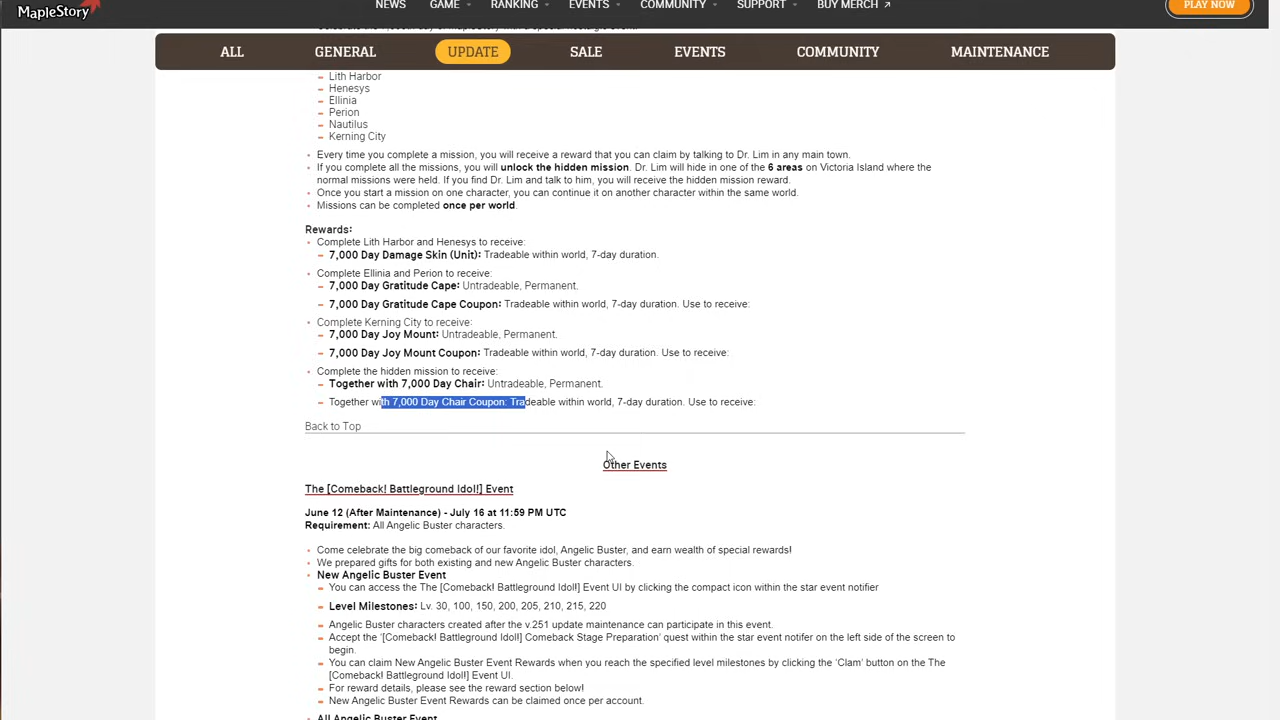 MapleStory
NEWS GAME RANKING EVENTS COMMUNITY SUPPORT BUY MERCH PLAY NOW
ALL GENERAL UPDATE SALE EVENTS COMMUNITY MAINTENANCE
Lith Harbor
Henesys
Ellinia
Perion
Nautilus
Kerning City
Every time you complete a mission, you will receive a reward that you can claim by talking to Dr. Lim in any main town.
If you complete all the missions, you will unlock the hidden mission. Dr. Lim will hide in one of the 6 areas on Victoria Island where the
normal missions were held. If you find Dr. Lim and talk to him, you will receive the hidden mission reward.
Once you start a mission on one character, you can continue it on another character within the same world.
Missions can be completed once per world.
Rewards:
Complete Lith Harbor and Henesys to receive:
7,000 Day Damage Skin (Unit): Tradeable within world, 7-day duration.
Complete Ellinia and Perion to receive:
7,000 Day Gratitude Cape: Untradeable, Permanent.
7,000 Day Gratitude Cape Coupon: Tradeable within world, 7-day duration. Use to receive:
Complete Kerning City to receive:
7,000 Day Joy Mount: Untradeable, Permanent.
7,000 Day Joy Mount Coupon: Tradeable within world, 7-day duration. Use to receive:
Complete the hidden mission to receive:
Together with 7,000 Day Chair: Untradeable, Permanent.
Together with 7,000 Day Chair Coupon: Tradeable within world, 7-day duration. Use to receive:
Back to Top
Other Events
The [Comeback! Battleground Idol!] Event
June 12 (After Maintenance) - July 16 at 11:59 PM UTC
Requirement: All Angelic Buster characters.
Come celebrate the big comeback of our favorite idol, Angelic Buster, and earn wealth of special rewards!
We prepared gifts for both existing and new Angelic Buster characters.
New Angelic Buster Event
You can access the The [Comeback! Battleground Idol!] Event UI by clicking the compact icon within the star event notifier
Level Milestones: Lv. 30, 100, 150, 200, 205, 210, 215, 220
Angelic Buster characters created after the v.251 update maintenance can participate in this event.
Accept the '[Comeback! Battleground Idol!] Comeback Stage Preparation' quest within the star event notifer on the left side of the screen to
begin.
You can claim New Angelic Buster Event Rewards when you reach the specified level milestones by clicking the 'Clam' button on the The
[Comeback! Battleground Idol!] Event UI.
For reward details, please see the reward section below!
New Angelic Buster Event Rewards can be claimed once per account.
All Angelic Buster Event